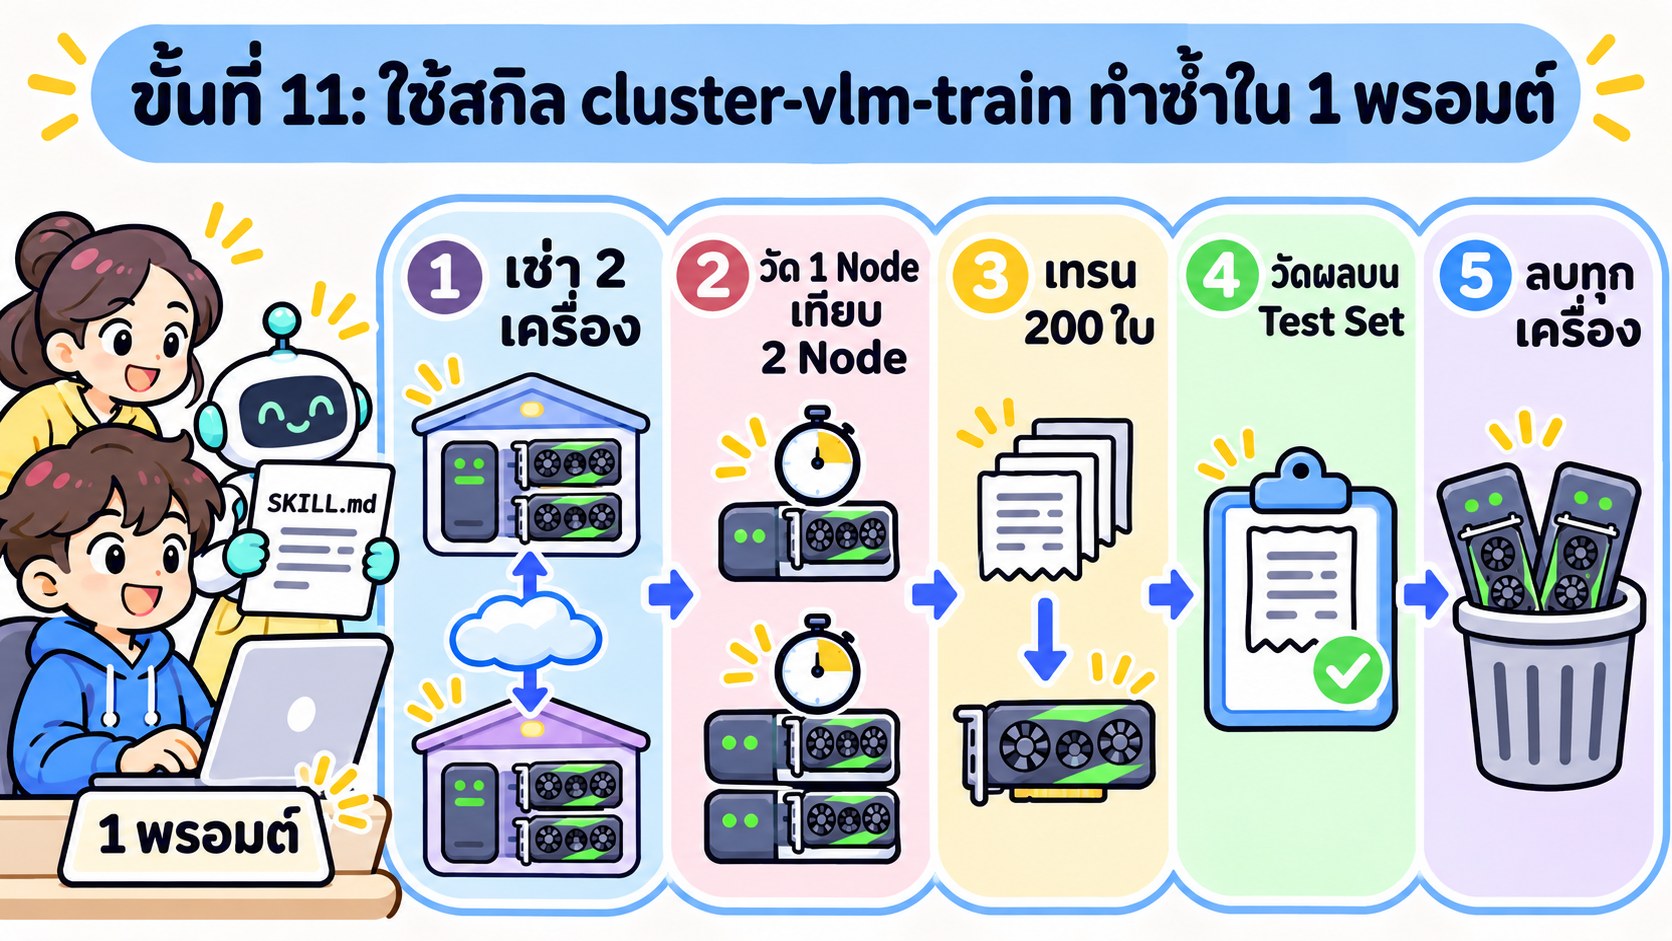 ขั้นที่ 11: ใช้สกิล cluster-vlm-train ทำซ้ำใน 1 พรอมต์
SKILL.md
1 พรอมต์
1 เช่า 2
เครื่อง
2 วัด 1 Node
เทียบ
2 Node
3 เทรน
200 ใบ
4 วัดผลบน
Test Set
5 ลบทุก
เครื่อง